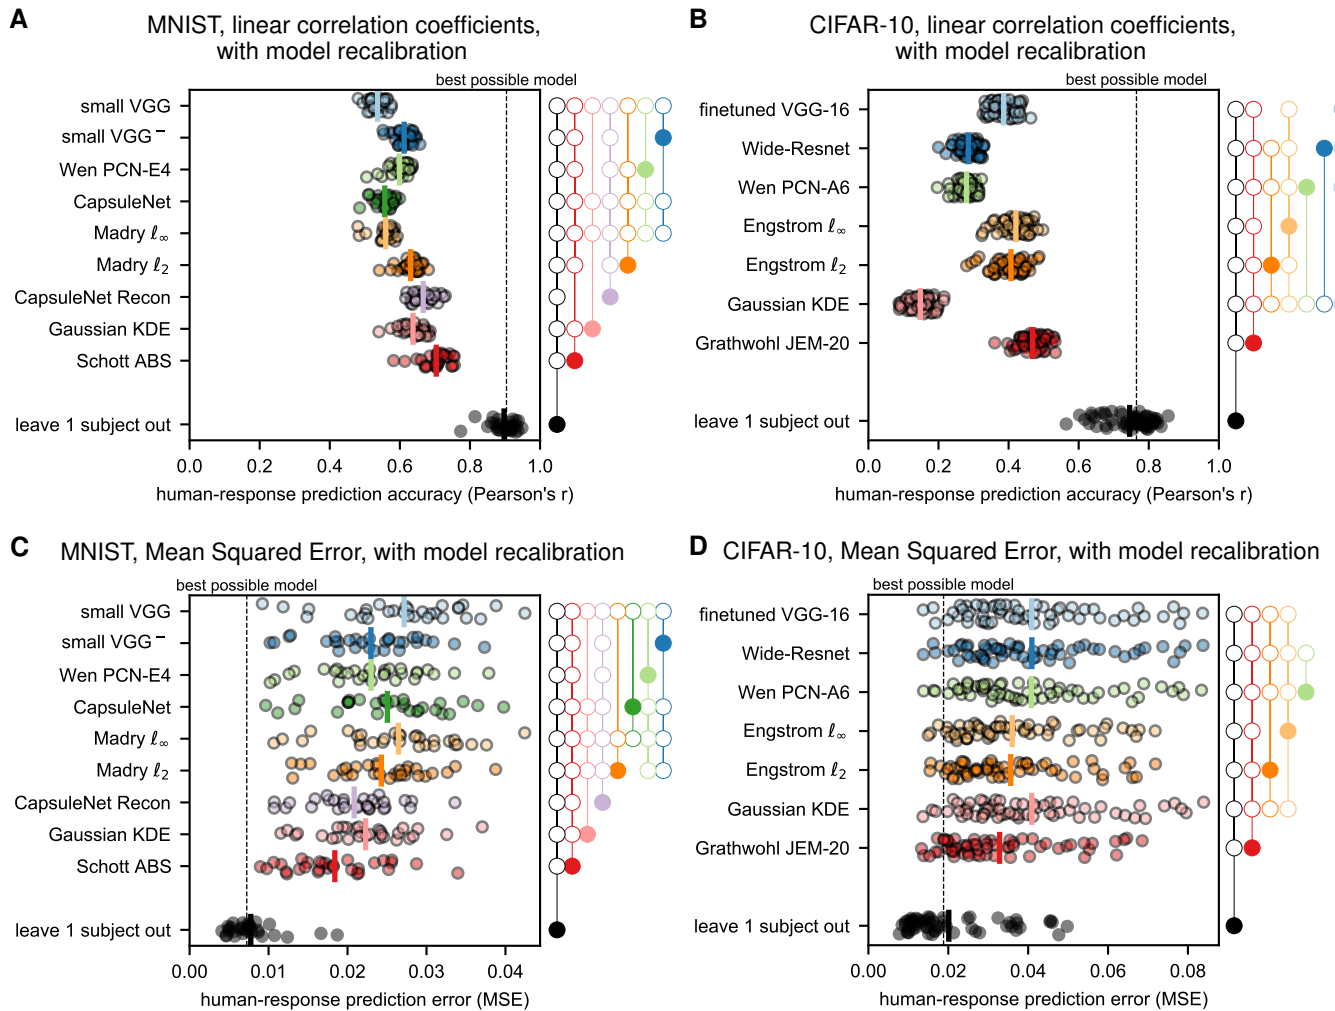 A
MNIST, linear correlation coefficients,
with model recalibration
best possible model
small VGG
small VGG−
Wen PCN-E4
CapsuleNet
Madry ℓ∞
Madry ℓ2
CapsuleNet Recon
Gaussian KDE
Schott ABS
leave 1 subject out
0.0 0.2 0.4 0.6 0.8 1.0
human-response prediction accuracy (Pearson's r)
B
CIFAR-10, linear correlation coefficients,
with model recalibration
best possible model
finetuned VGG-16
Wide-Resnet
Wen PCN-A6
Engstrom ℓ∞
Engstrom ℓ2
Gaussian KDE
Grathwohl JEM-20
leave 1 subject out
0.0 0.2 0.4 0.6 0.8 1.0
human-response prediction accuracy (Pearson's r)
C
MNIST, Mean Squared Error, with model recalibration
best possible model
small VGG
small VGG−
Wen PCN-E4
CapsuleNet
Madry ℓ∞
Madry ℓ2
CapsuleNet Recon
Gaussian KDE
Schott ABS
leave 1 subject out
0.00 0.01 0.02 0.03 0.04
human-response prediction error (MSE)
D
CIFAR-10, Mean Squared Error, with model recalibration
best possible model
finetuned VGG-16
Wide-Resnet
Wen PCN-A6
Engstrom ℓ∞
Engstrom ℓ2
Gaussian KDE
Grathwohl JEM-20
leave 1 subject out
0.00 0.02 0.04 0.06 0.08
human-response prediction error (MSE)